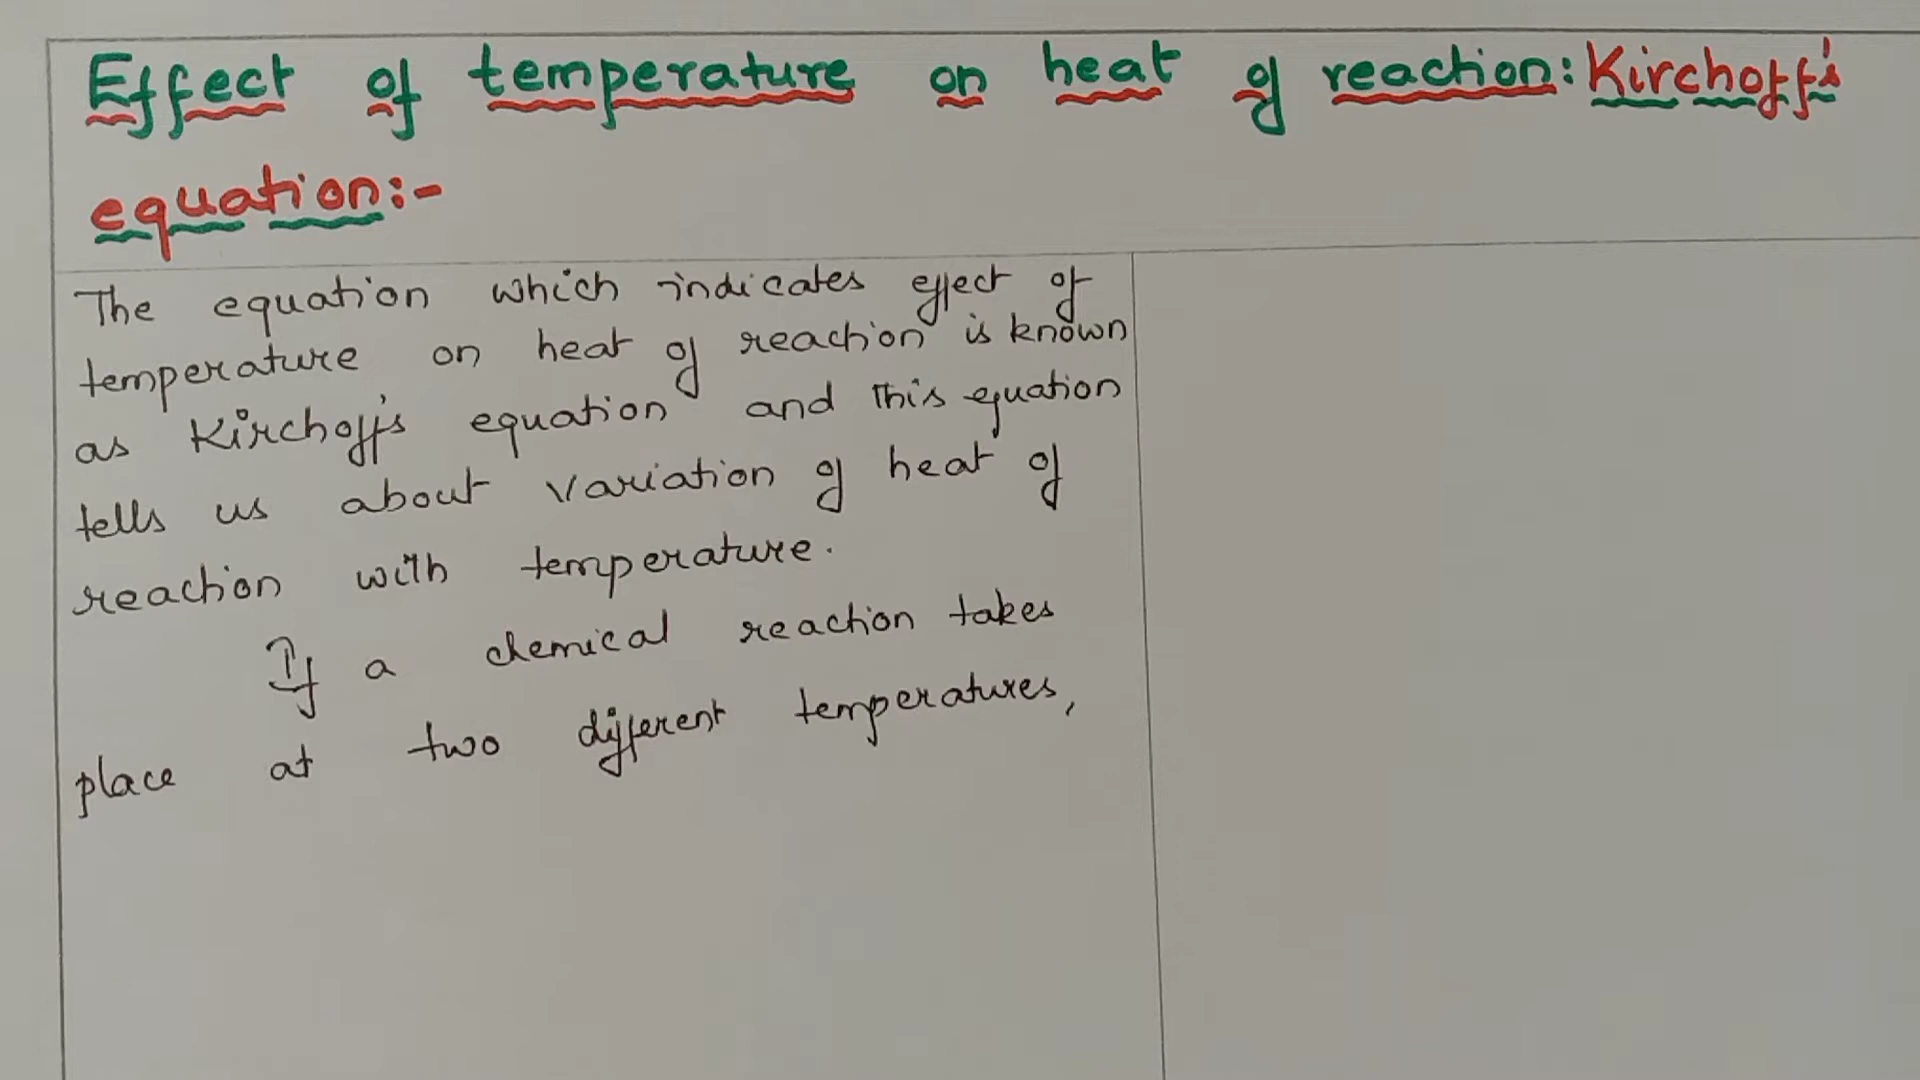 Effect of temperature on heat of reaction: Kirchoff's
equation:-
The equation which indicates effect of
temperature on heat of reaction is known
as Kirchoff's equation and this equation
tells us about variation of heat of
reaction with temperature.
If a chemical reaction takes
place at two different temperatures,